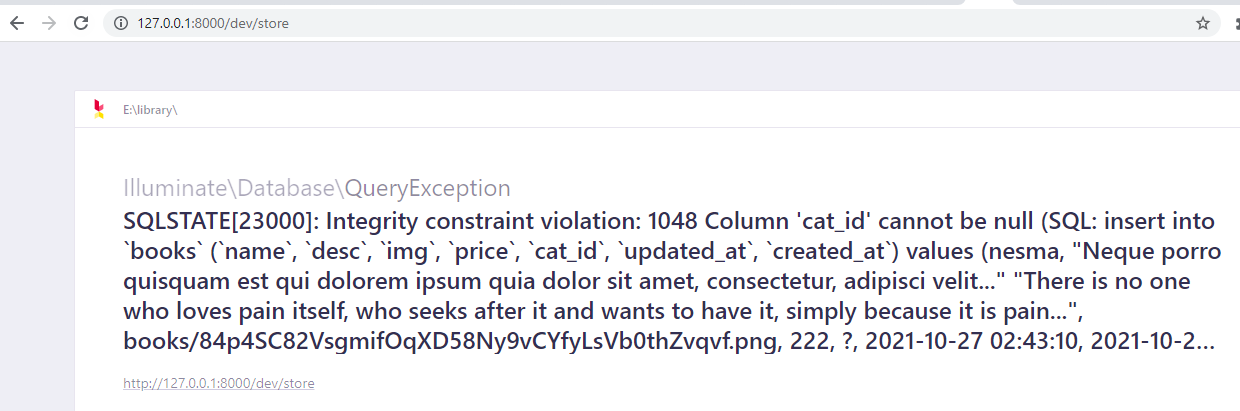 127.0.0.1:8000/dev/store
E:\library\
Illuminate\Database\QueryException
SQLSTATE[23000]: Integrity constraint violation: 1048 Column 'cat_id' cannot be null (SQL: insert into
`books` (`name`, `desc`, `img`, `price`, `cat_id`, `updated_at`, `created_at`) values (nesma, "Neque porro
quisquam est qui dolorem ipsum quia dolor sit amet, consectetur, adipisci velit..." "There is no one
who loves pain itself, who seeks after it and wants to have it, simply because it is pain...",
books/84p4SC82VsgmifOqXD58Ny9vCYfyLsVb0thZvqvf.png, 222, ?, 2021-10-27 02:43:10, 2021-10-2...
http://127.0.0.1:8000/dev/store